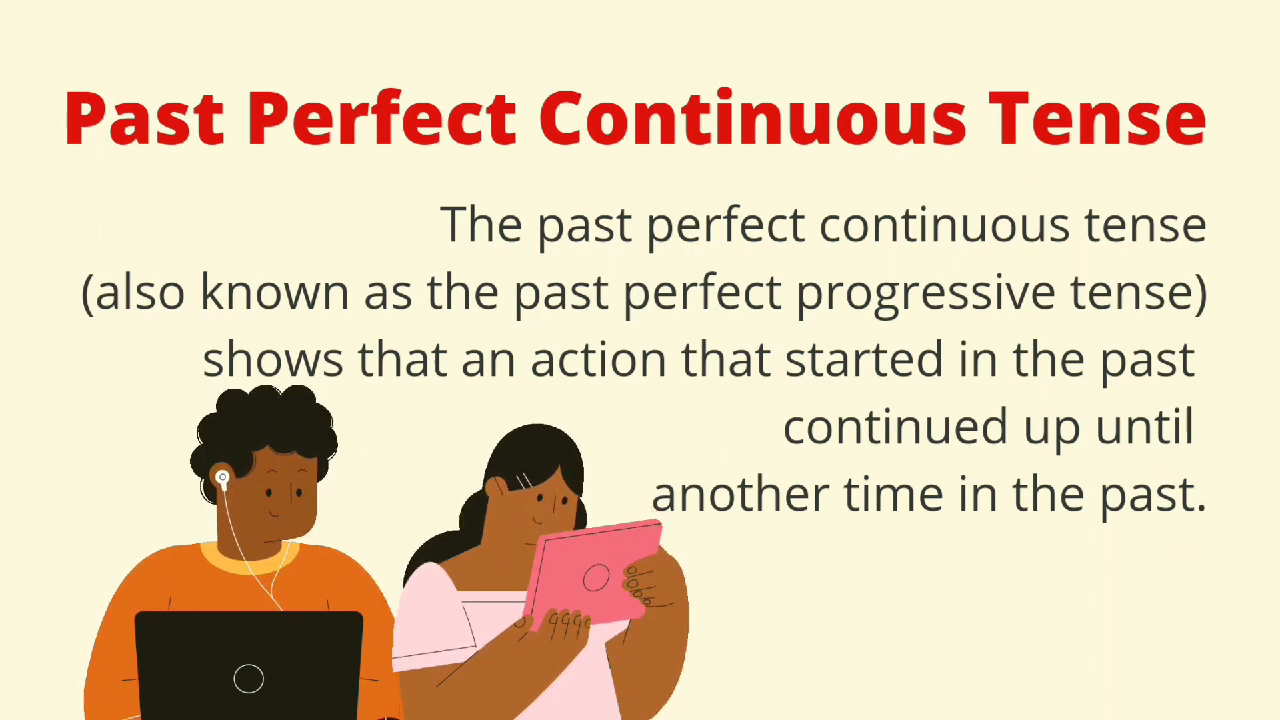 Past Perfect Continuous Tense
The past perfect continuous tense
(also known as the past perfect progressive tense)
shows that an action that started in the past
continued up until
another time in the past.